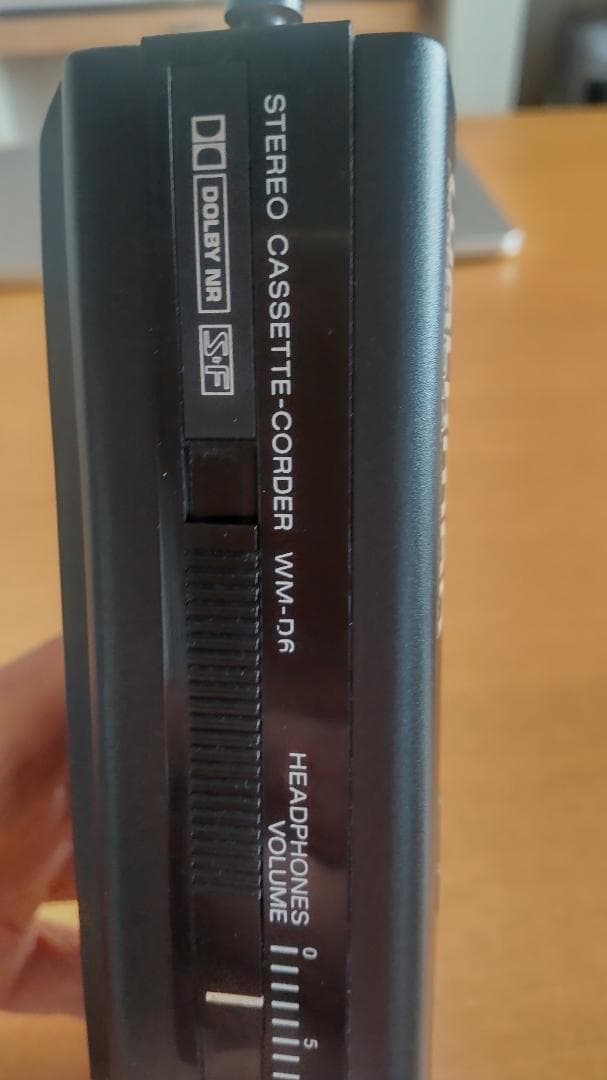 STEREO CASSETTE-CORDER WM-D6
DOLBY NR
S·F
HEADPHONES
VOLUME
0
5